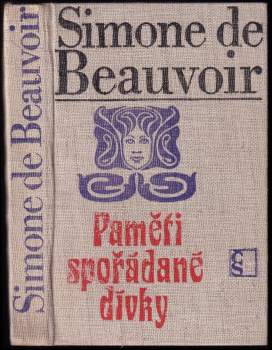 Simone de Beauvoir
Simone de
Beauvoir
Paměti
spořádané
dívky
čs